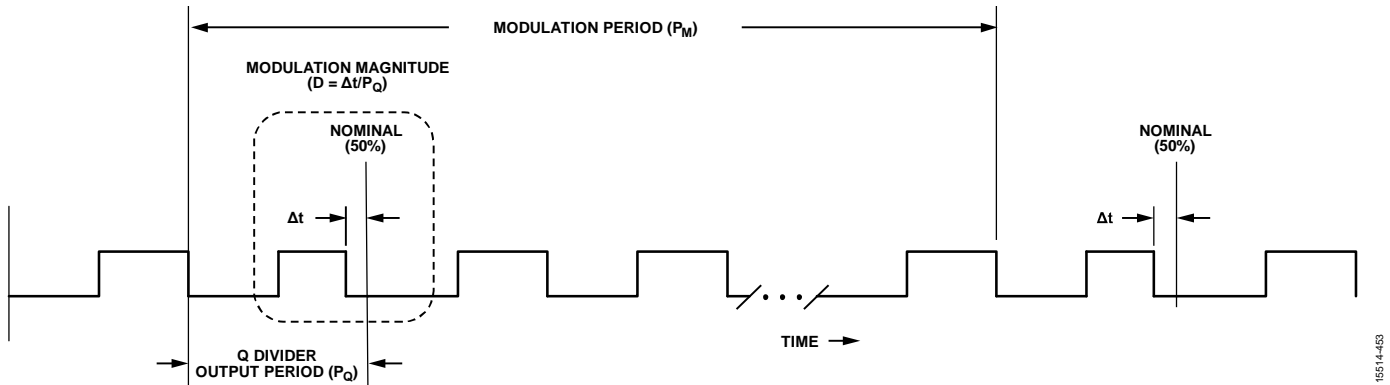 MODULATION PERIOD (PM)
MODULATION MAGNITUDE
(D = Δt/PQ)
NOMINAL
(50%)
NOMINAL
(50%)
Δt
Δt
• • •
TIME
Q DIVIDER
OUTPUT PERIOD (PQ)
15514-453